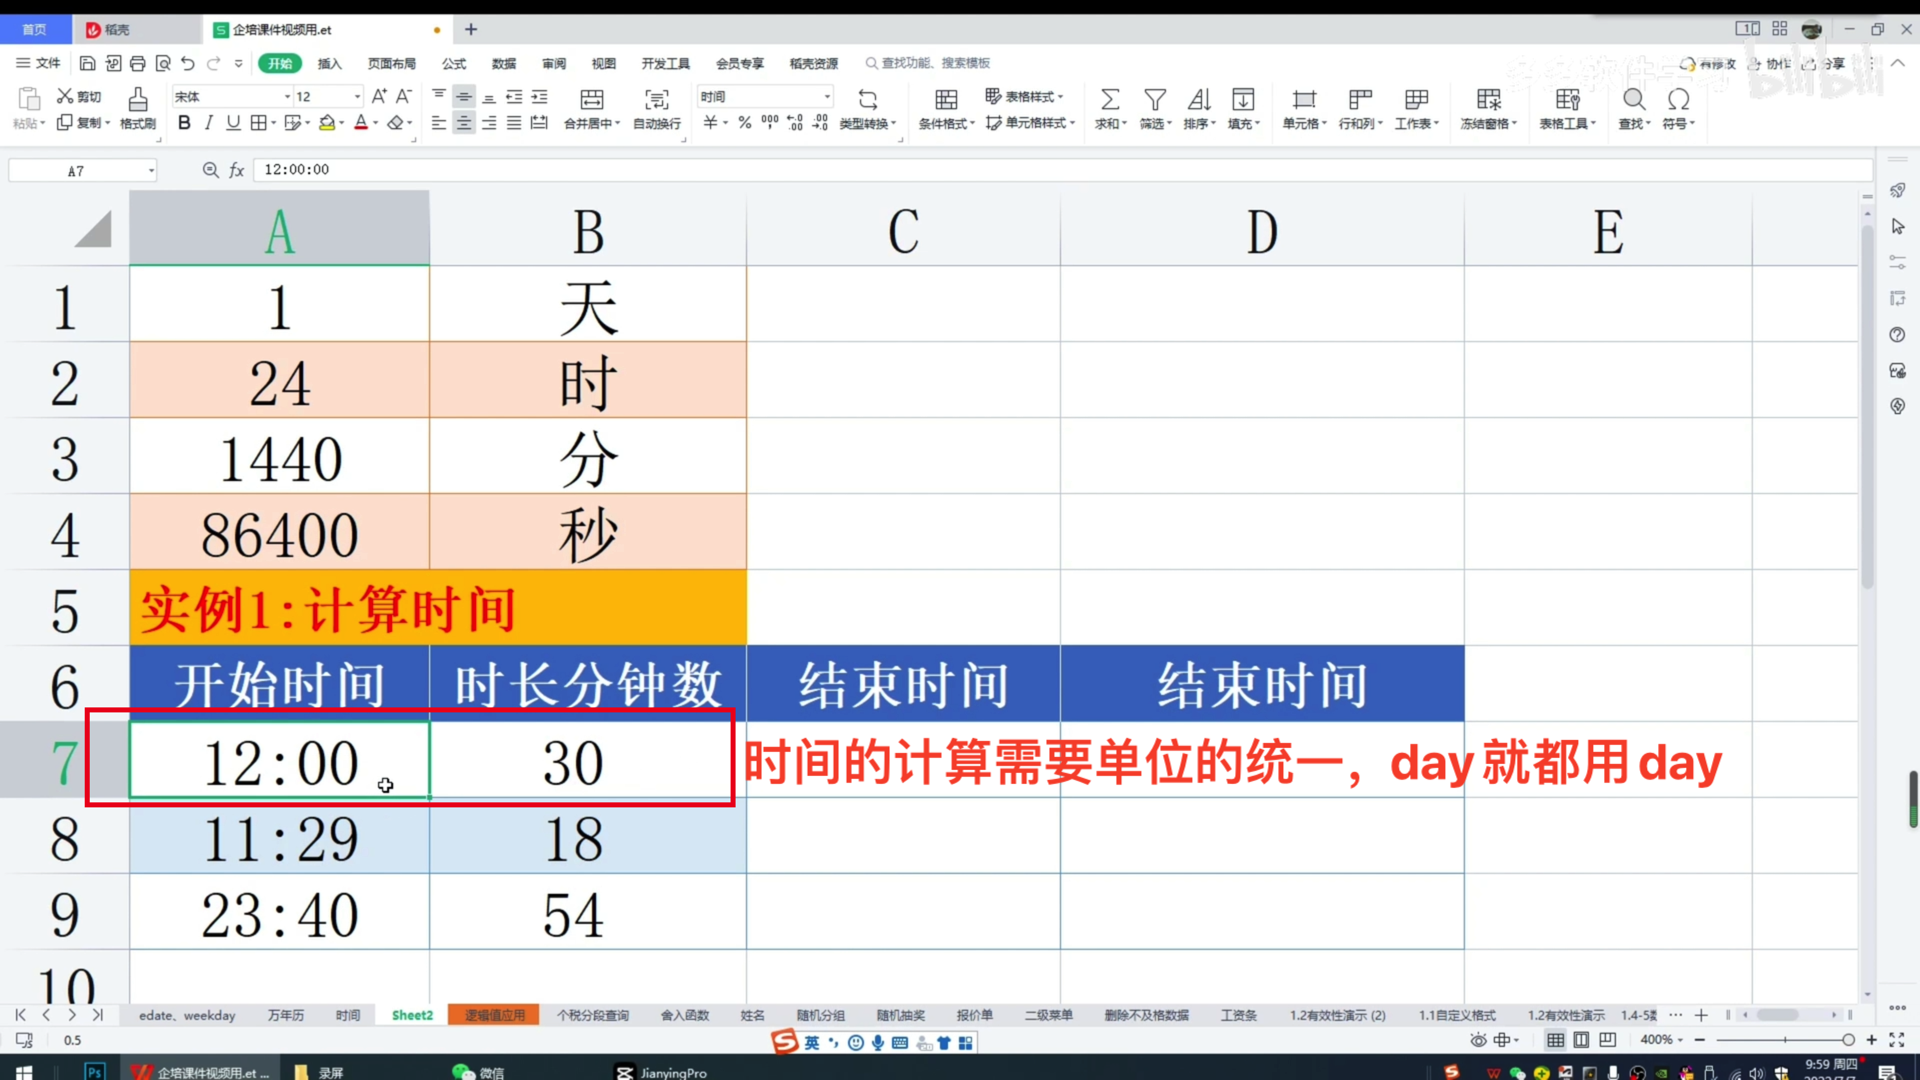 首页 稻壳 企培课件视频用.et
文件 开始 插入 页面布局 公式 数据 审阅 视图 开发工具 会员专享 稻壳资源 查找功能、搜索模板 有修改 协作 分享
bilibili
剪切 宋体 12 时间 表格样式
粘贴 复制 格式刷 合并居中 自动换行 类型转换 条件格式 单元格样式 求和 筛选 排序 填充 单元格 行和列 工作表 冻结窗格 表格工具 查找 符号
A7 fx 12:00:00
A B C D E
1 1 天
2 24 时
3 1440 分
4 86400 秒
5 实例1:计算时间
6 开始时间 时长分钟数 结束时间 结束时间
7 12:00 30 时间的计算需要单位的统一，day就都用day
8 11:29 18
9 23:40 54
10
edate、weekday 万年历 时间 Sheet2 逻辑值应用 个税分段查询 舍入函数 姓名 随机分组 随机抽奖 报价单 二级菜单 删除不及格数据 工资条 1.2有效性演示 (2) 1.1自定义格式 1.2有效性演示
0.5 英 400%
Ps 企培课件视频用.et ... 录屏 微信 JianyingPro 9:59 周四